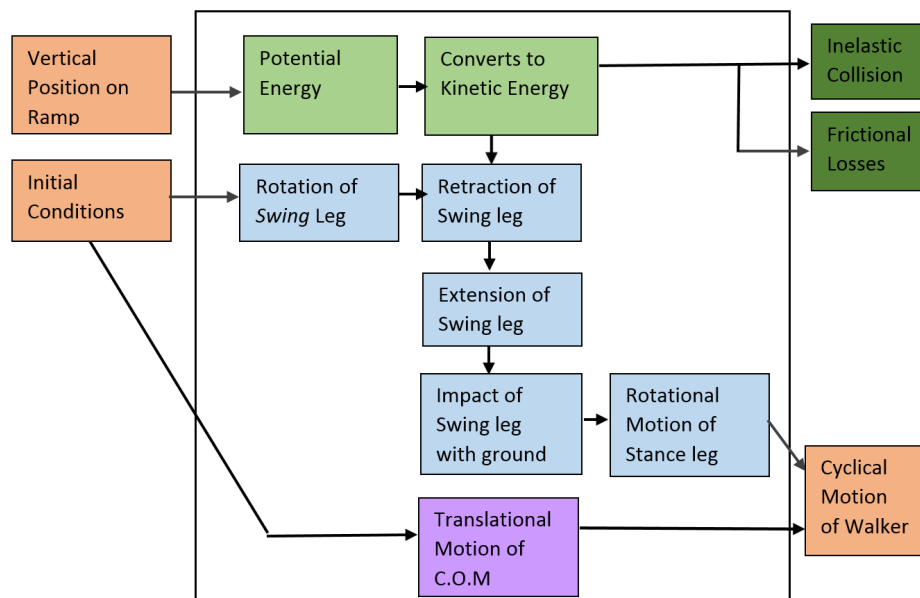 Vertical
Position on
Ramp
Potential
Energy
Converts to
Kinetic Energy
Inelastic
Collision
Frictional
Losses
Initial
Conditions
Rotation of
Swing Leg
Retraction of
Swing leg
Extension of
Swing leg
Impact of
Swing leg
with ground
Rotational
Motion of
Stance leg
Cyclical
Motion
of Walker
Translational
Motion of
C.O.M